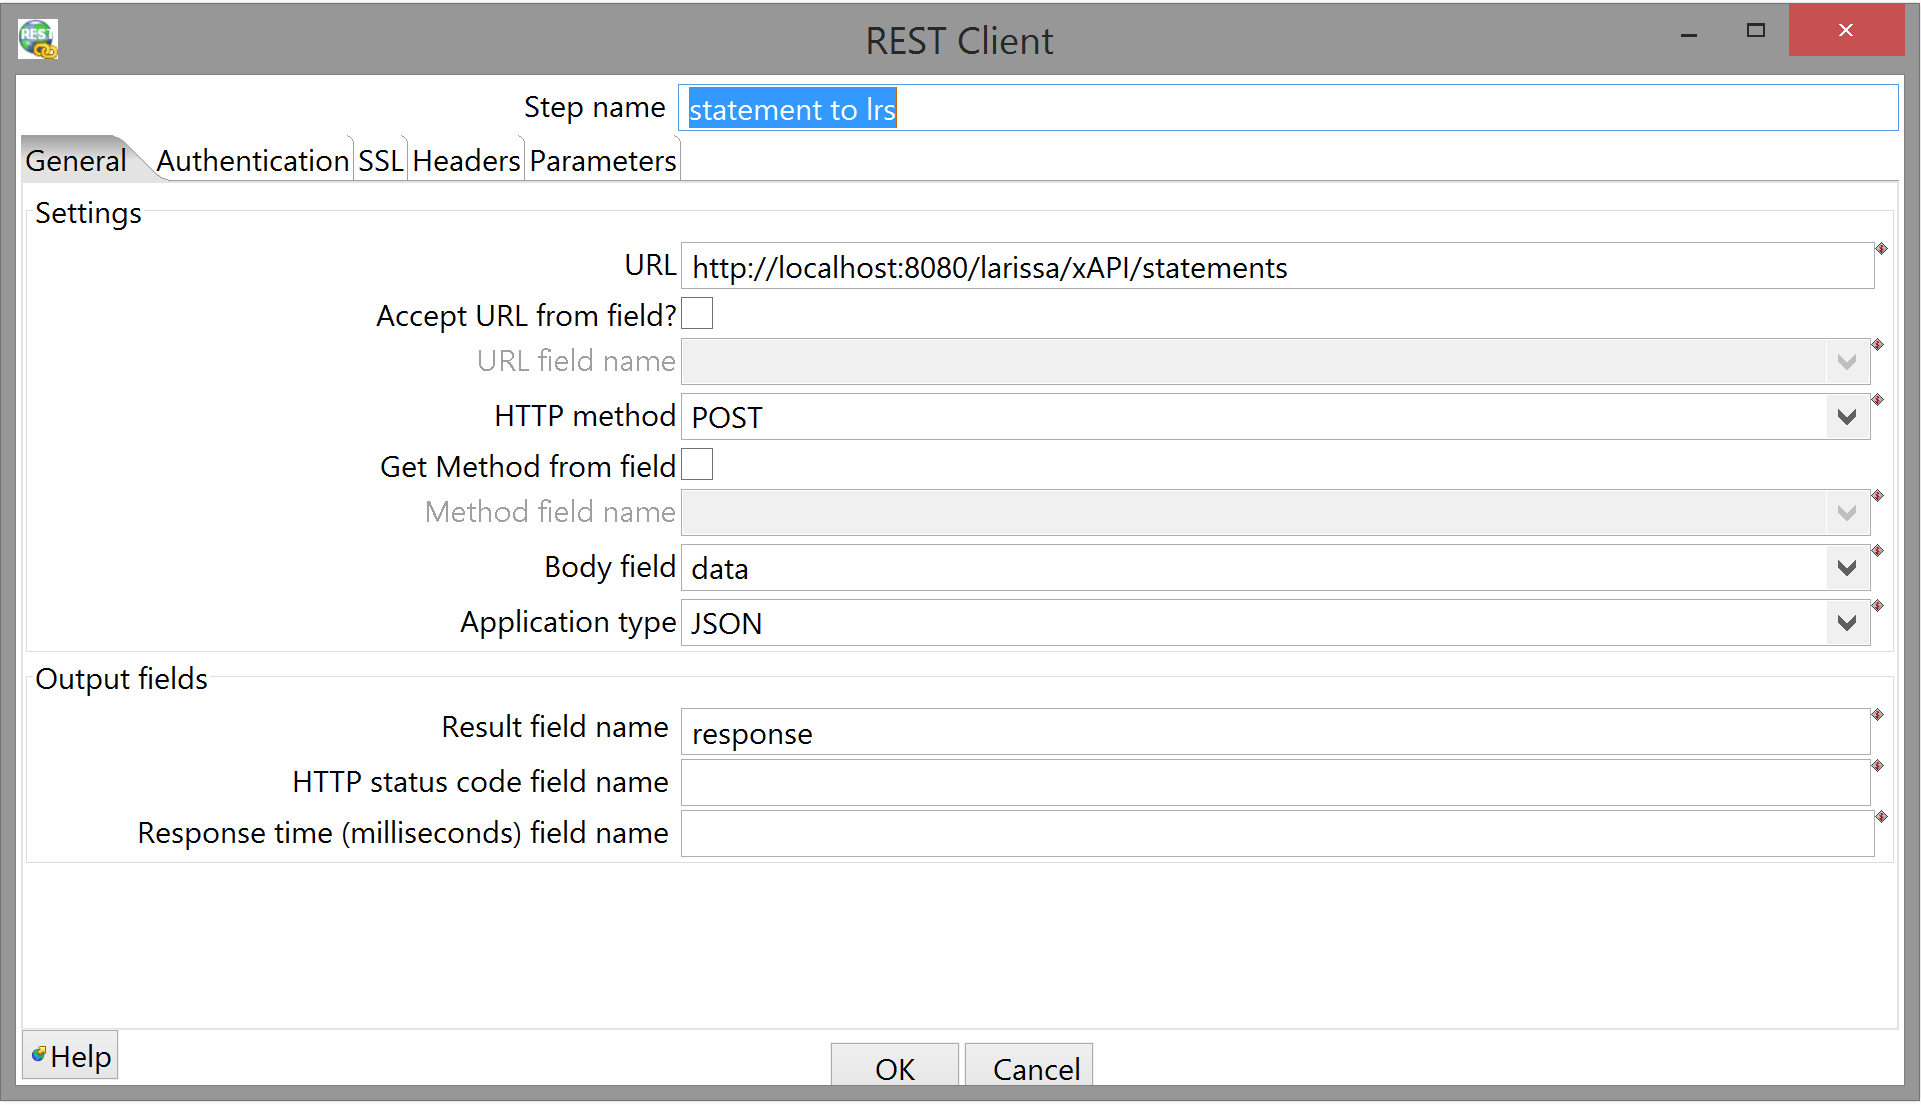 REST
REST Client
Step name statement to lrs
General Authentication SSL Headers Parameters
Settings
URL http://localhost:8080/larissa/xAPI/statements
Accept URL from field?
URL field name
HTTP method POST
Get Method from field
Method field name
Body field data
Application type JSON
Output fields
Result field name response
HTTP status code field name
Response time (milliseconds) field name
Help
OK Cancel